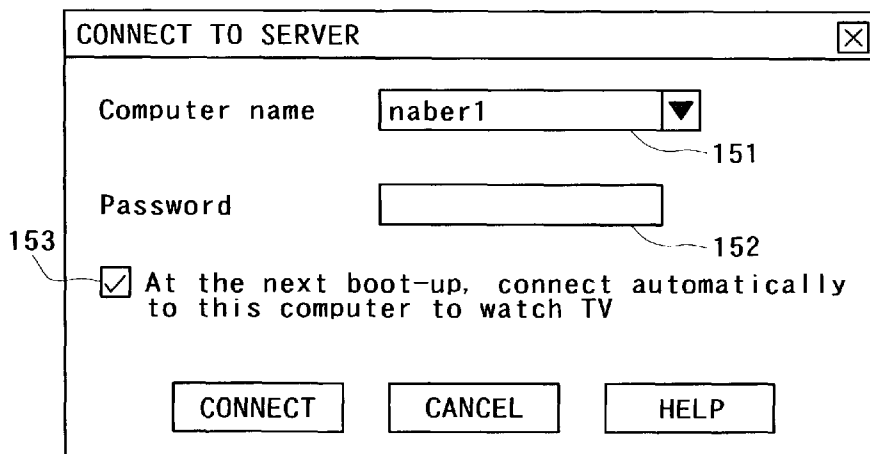 CONNECT TO SERVER
Computer name naber1
151
Password
152
153
At the next boot-up, connect automatically
to this computer to watch TV
CONNECT CANCEL HELP